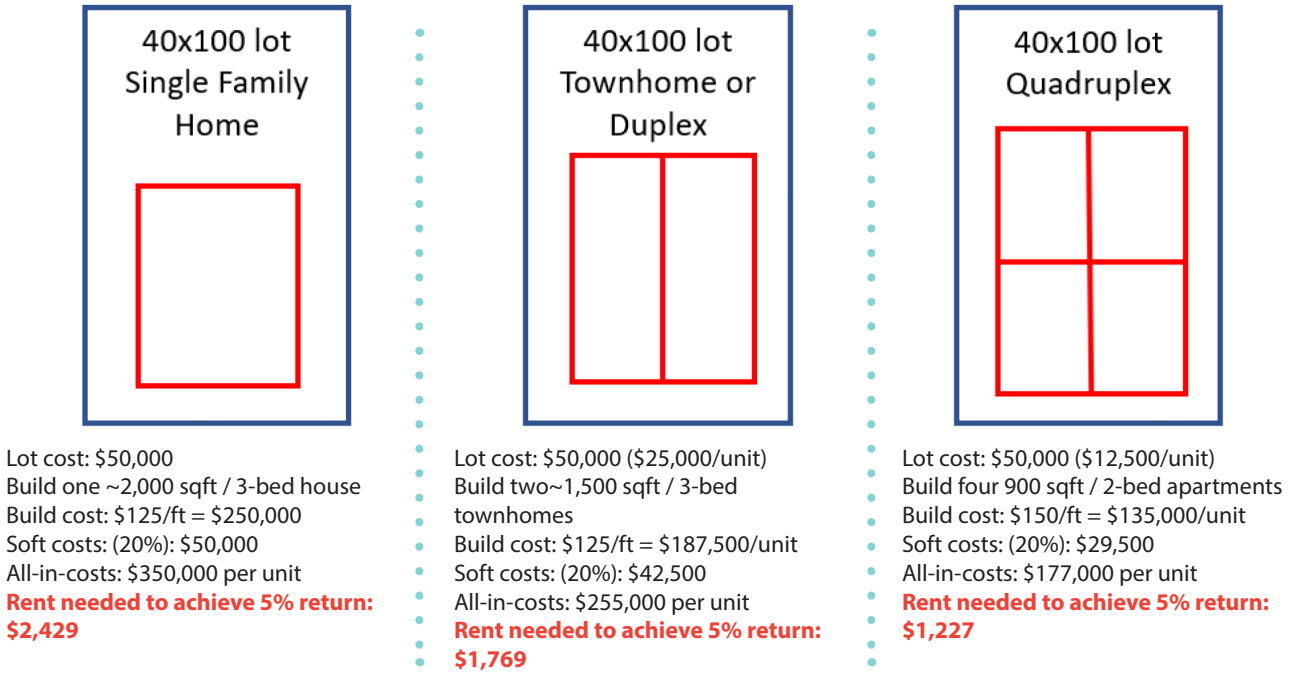 40x100 lot
Single Family
Home
Lot cost: $50,000
Build one ~2,000 sqft / 3-bed house
Build cost: $125/ft = $250,000
Soft costs: (20%): $50,000
All-in-costs: $350,000 per unit
Rent needed to achieve 5% return:
$2,429
40x100 lot
Townhome or
Duplex
Lot cost: $50,000 ($25,000/unit)
Build two~1,500 sqft / 3-bed
townhomes
Build cost: $125/ft = $187,500/unit
Soft costs: (20%): $42,500
All-in-costs: $255,000 per unit
Rent needed to achieve 5% return:
$1,769
40x100 lot
Quadruplex
Lot cost: $50,000 ($12,500/unit)
Build four 900 sqft / 2-bed apartments
Build cost: $150/ft = $135,000/unit
Soft costs: (20%): $29,500
All-in-costs: $177,000 per unit
Rent needed to achieve 5% return:
$1,227